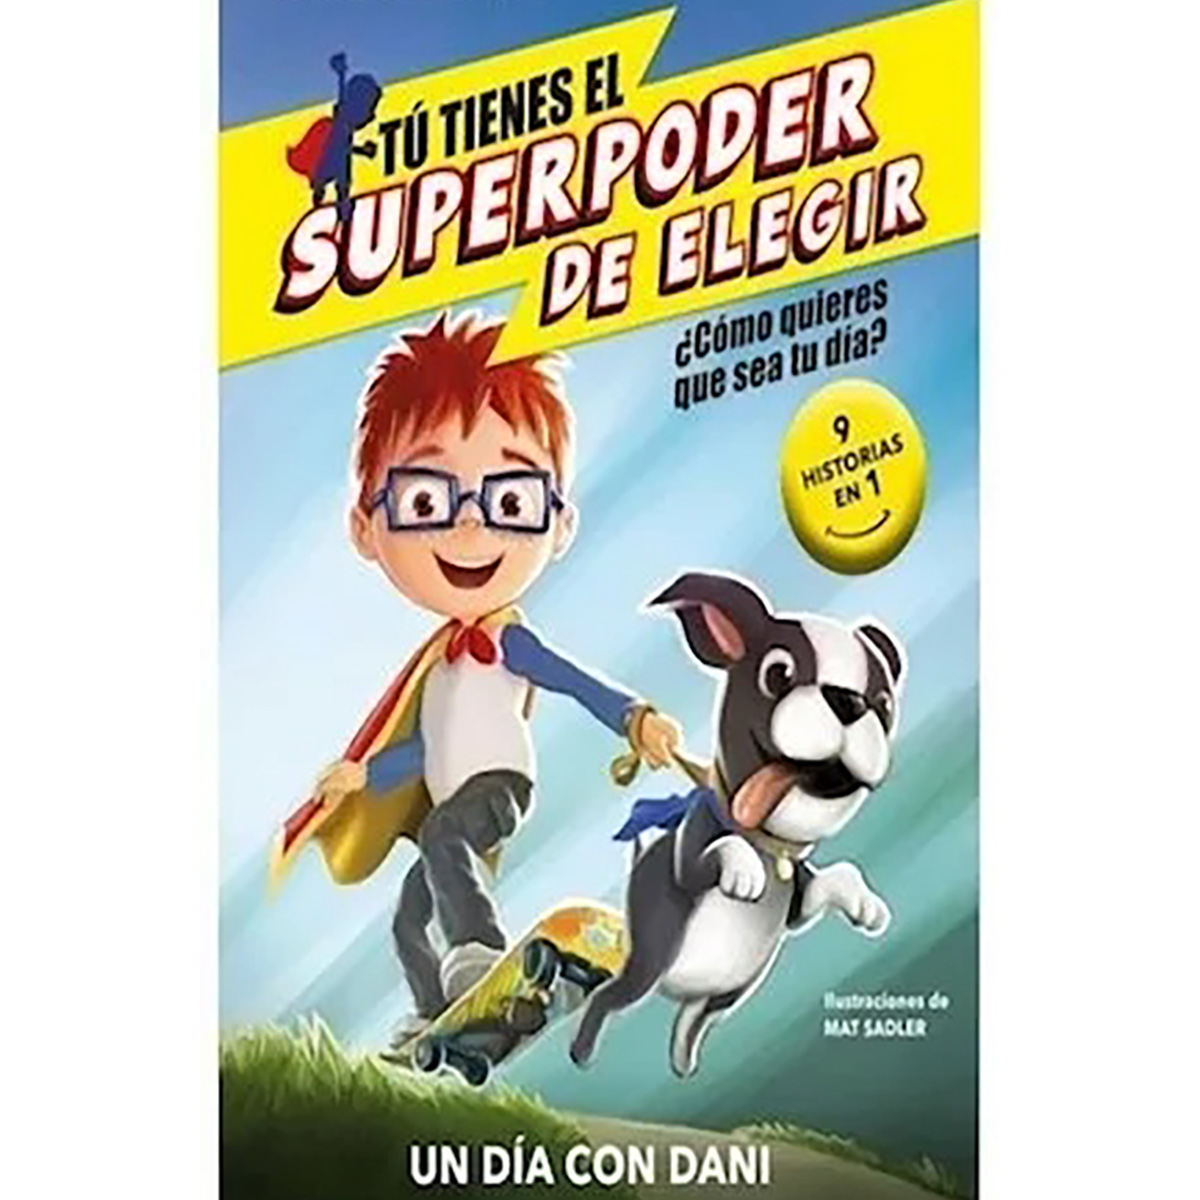 TÚ TIENES EL
SUPERPODER
DE ELEGIR
¿Cómo quieres
que sea tu día?
9
HISTORIAS
EN 1
Ilustraciones de
MAT SADLER
UN DÍA CON DANI